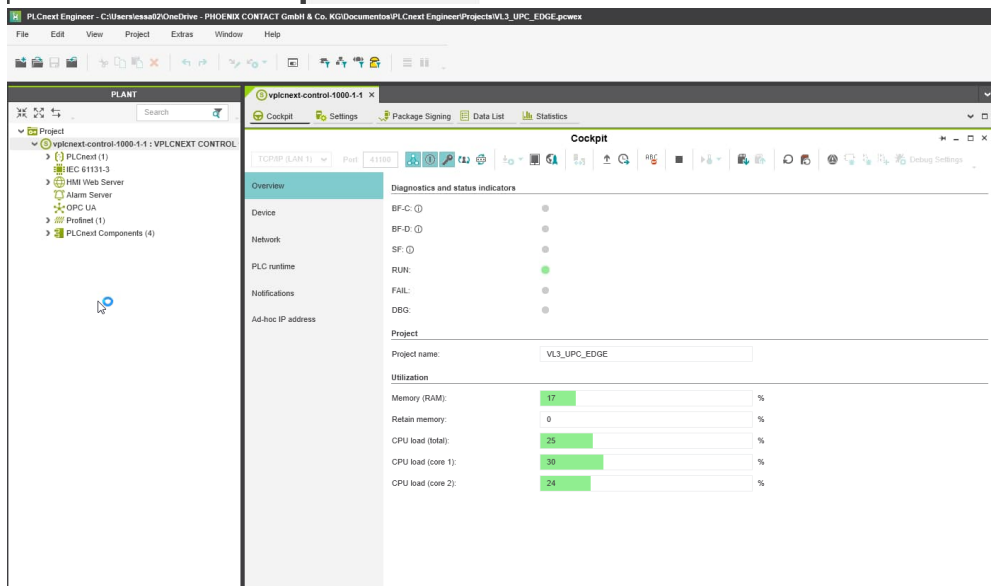 PLCnext Engineer - C:\Users\essa02\OneDrive - PHOENIX CONTACT GmbH & Co. KG\Documentos\PLCnext Engineer\Projects\VL3_UPC_EDGE.pcwex
File Edit View Project Extras Window Help
PLANT
vplcnext-control-1000-1-1 ×
Search
Cockpit Settings Package Signing Data List Statistics
Project
vplcnext-control-1000-1-1 : VPLCNEXT CONTROL
PLCnext (1)
IEC 61131-3
HMI Web Server
Alarm Server
OPC UA
Profinet (1)
PLCnext Components (4)
Cockpit
TCP/IP (LAN 1) Port 41100 Debug Settings
Overview
Device
Network
PLC runtime
Notifications
Ad-hoc IP address
Diagnostics and status indicators
BF-C:
BF-D:
SF:
RUN:
FAIL:
DBG:
Project
Project name: VL3_UPC_EDGE
Utilization
Memory (RAM): 17 %
Retain memory: 0 %
CPU load (total): 25 %
CPU load (core 1): 30 %
CPU load (core 2): 24 %